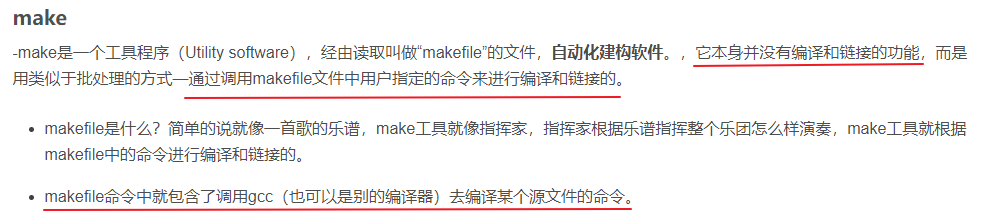 make
-make是一个工具程序（Utility software），经由读取叫做“makefile”的文件，自动化建构软件。，它本身并没有编译和链接的功能，而是
用类似于批处理的方式—通过调用makefile文件中用户指定的命令来进行编译和链接的。
• makefile是什么？简单的说就像一首歌的乐谱，make工具就像指挥家，指挥家根据乐谱指挥整个乐团怎么样演奏，make工具就根据
makefile中的命令进行编译和链接的。
• makefile命令中就包含了调用gcc（也可以是别的编译器）去编译某个源文件的命令。